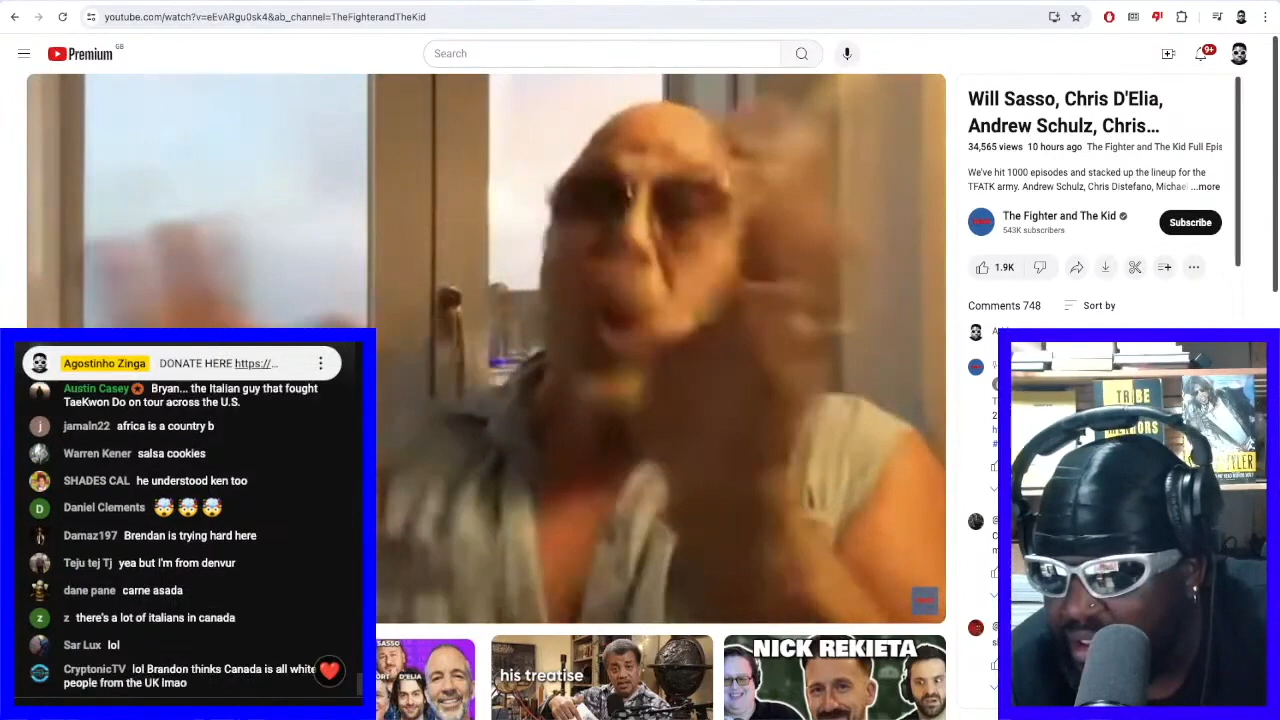 youtube.com/watch?v=eEvARgu0sk4&ab_channel=TheFighterandTheKid
Premium GB
Search
9+
Will Sasso, Chris D'Elia,
Andrew Schulz, Chris...
34,565 views 10 hours ago The Fighter and The Kid Full Epis
We've hit 1000 episodes and stacked up the lineup for the
TFATK army. Andrew Schulz, Chris Distefano, Michael ...more
The Fighter and The Kid
543K subscribers
Subscribe
1.9K
Comments 748
Sort by
Agostinho Zinga DONATE HERE https://...
Austin Casey Bryan... the Italian guy that fought
TaeKwon Do on tour across the U.S.
jamaln22 africa is a country b
Warren Kener salsa cookies
SHADES CAL he understood ken too
D
Daniel Clements
Damaz197 Brendan is trying hard here
Teju tej Tj yea but I'm from denvur
dane pane carne asada
z there's a lot of italians in canada
Sar Lux lol
CryptonicTV lol Brandon thinks Canada is all white
people from the UK lmao
TRIBE
MENTORS
SASSO
D'ELIA
his treatise
NICK REKIETA